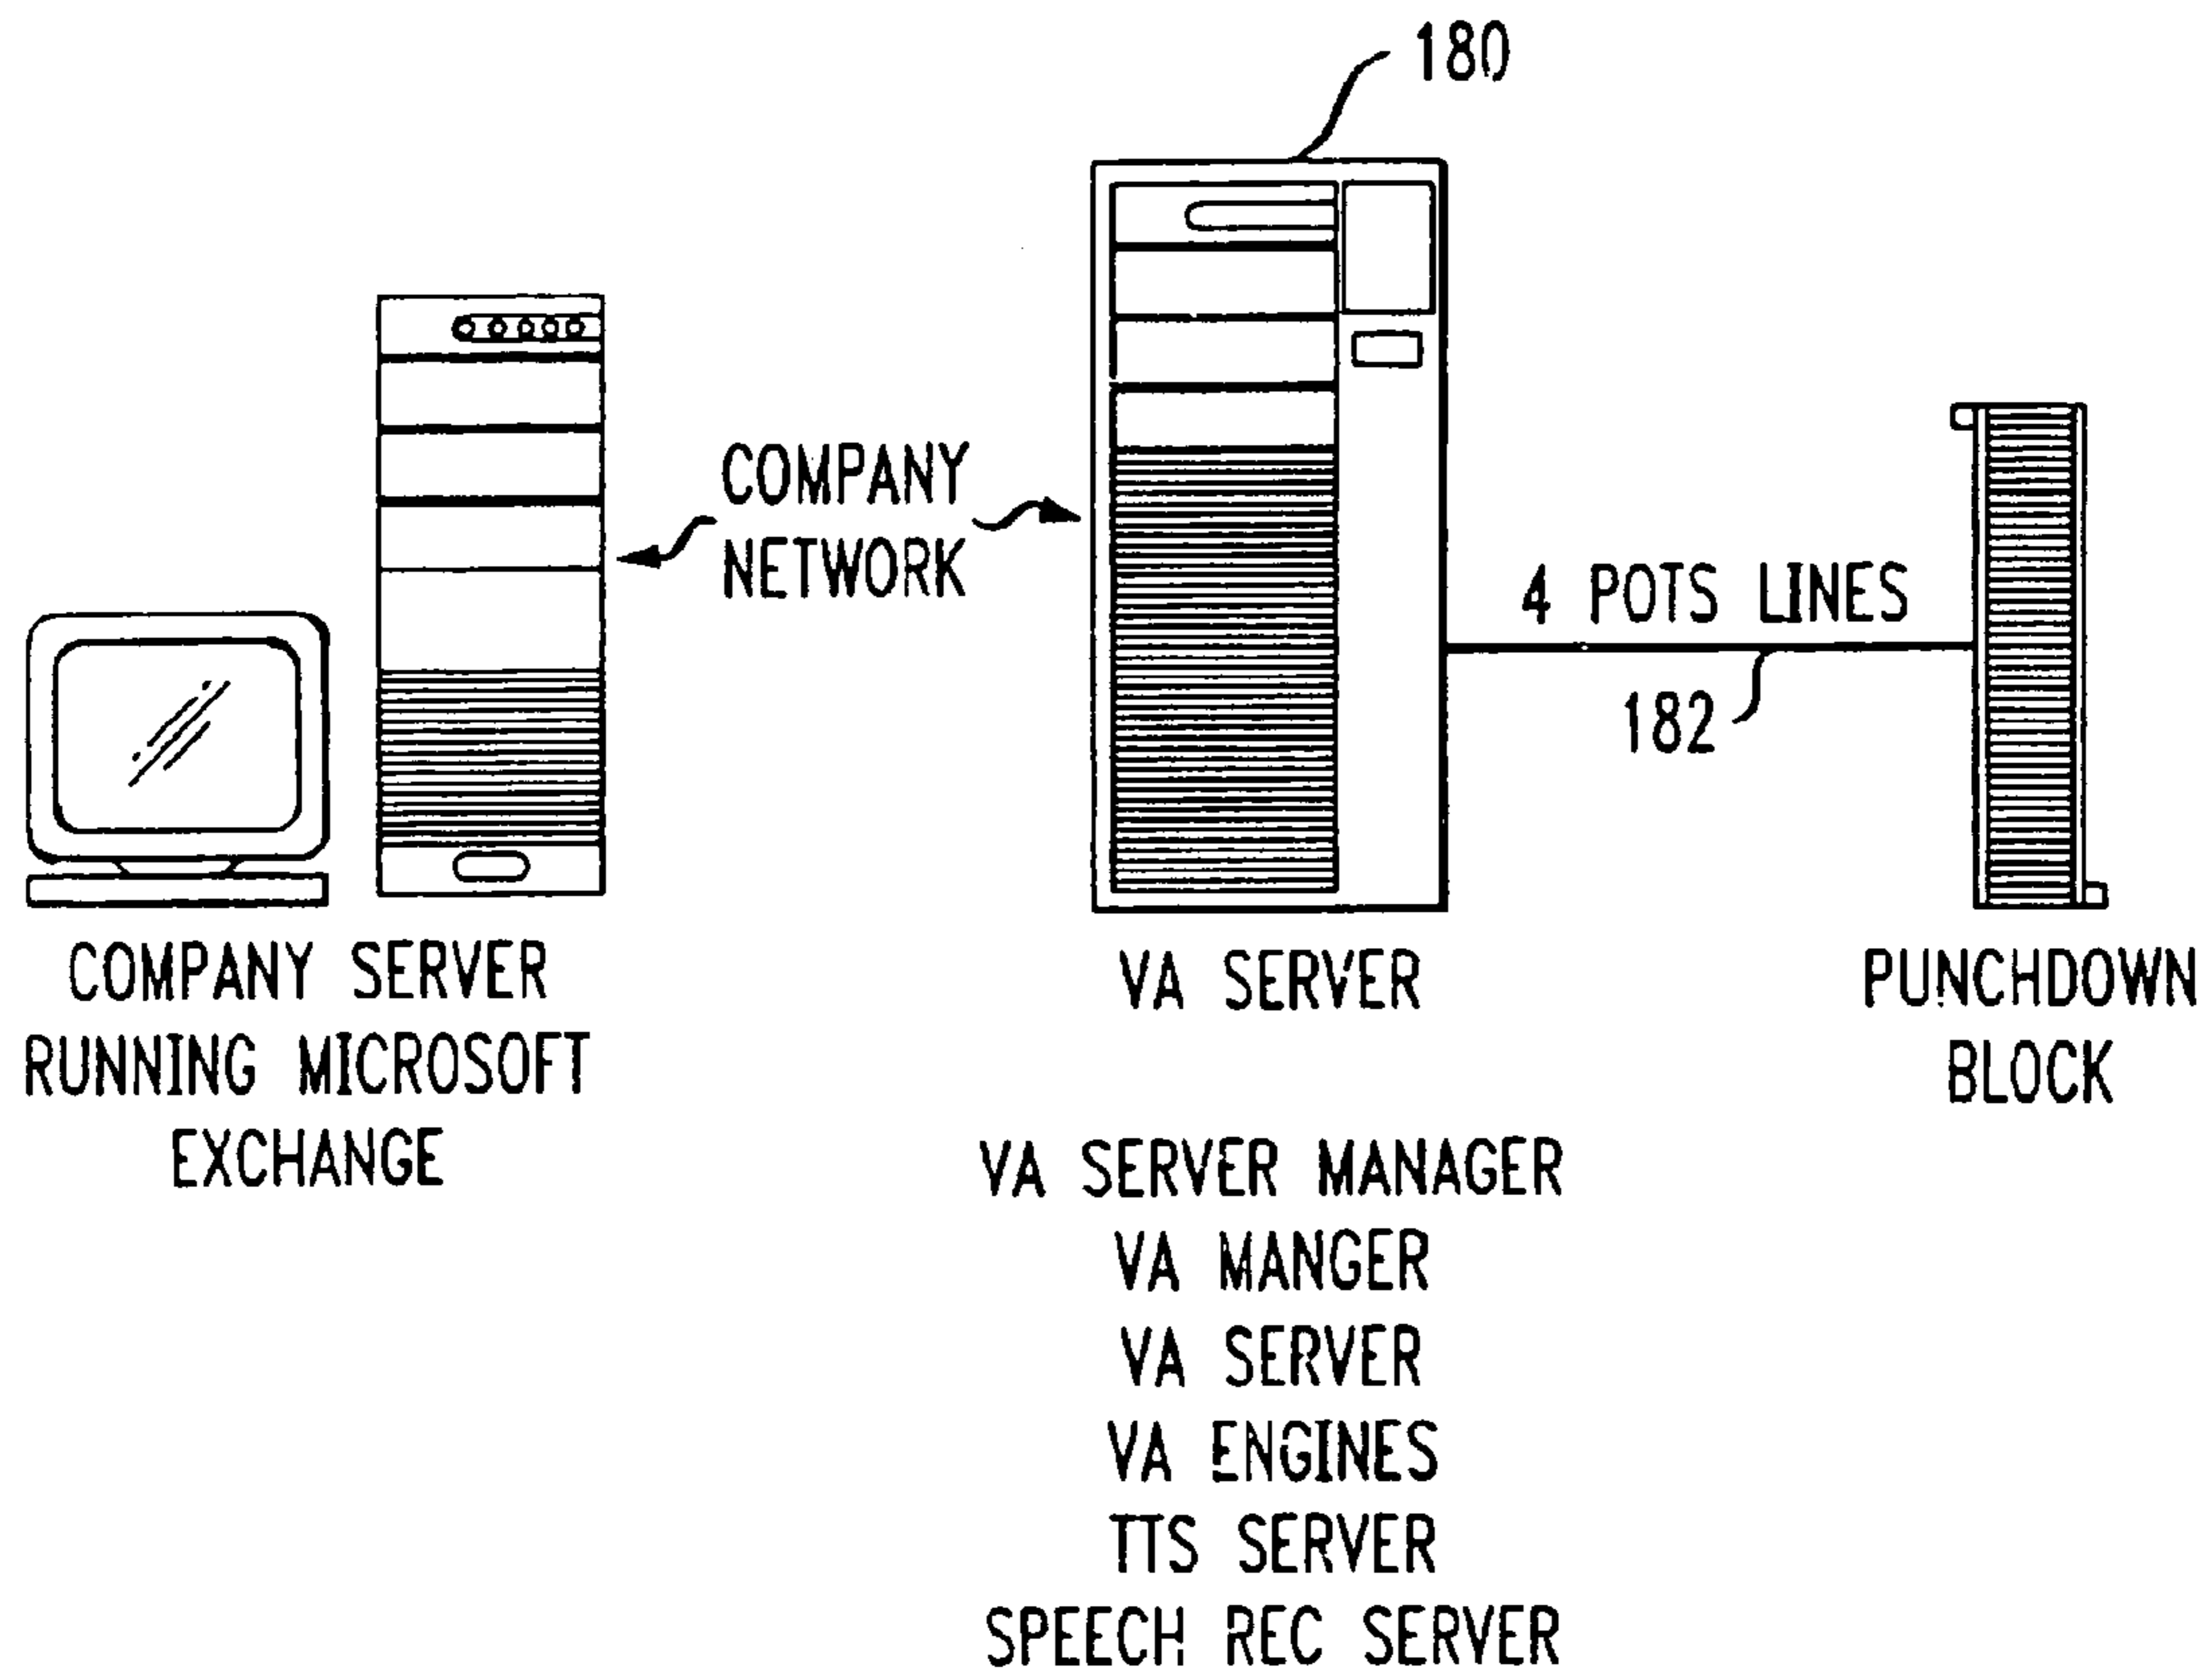 180
COMPANY
NETWORK
4 POTS LINES
182
COMPANY SERVER
RUNNING MICROSOFT
EXCHANGE
VA SERVER
PUNCHDOWN
BLOCK
VA SERVER MANAGER
VA MANGER
VA SERVER
VA ENGINES
TTS SERVER
SPEECH REC SERVER